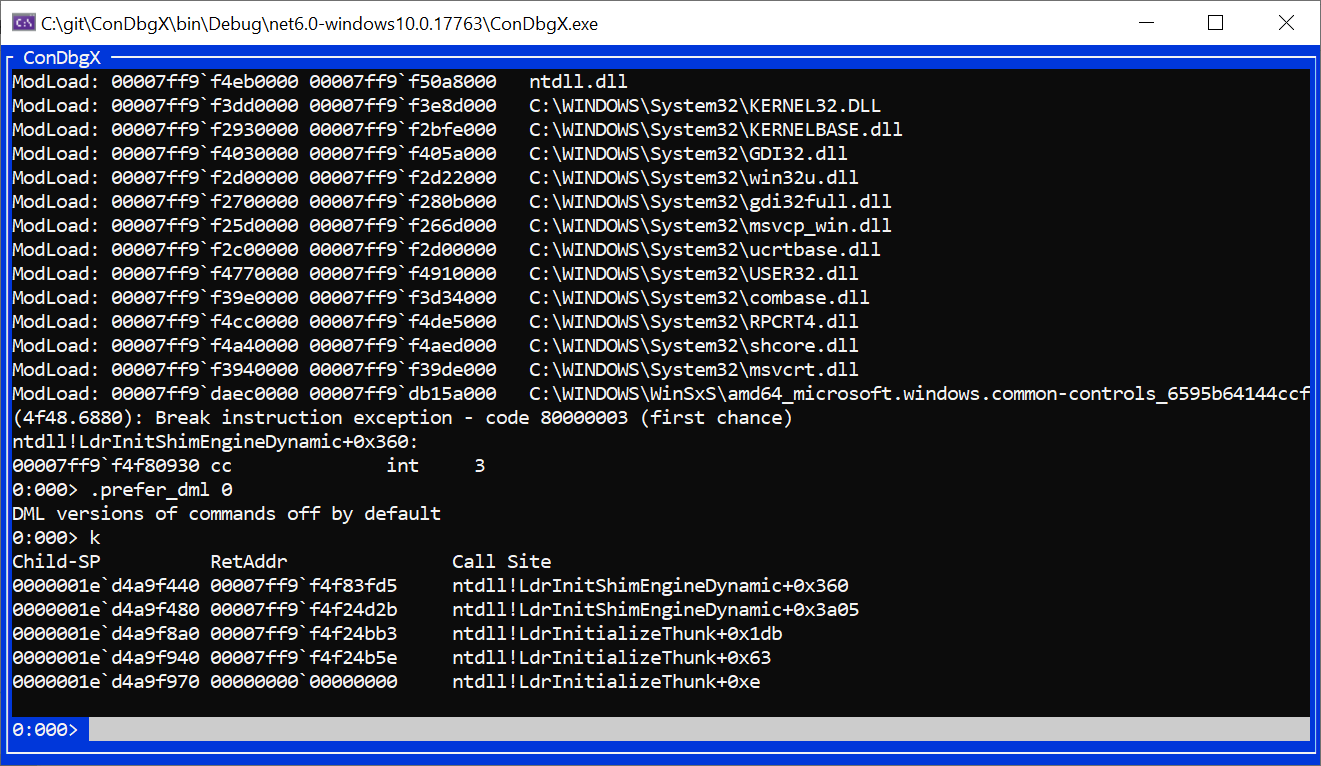 C:\git\ConDbgX\bin\Debug\net6.0-windows10.0.17763\ConDbgX.exe
ConDbgX
ModLoad: 00007ff9`f4eb0000 00007ff9`f50a8000   ntdll.dll
ModLoad: 00007ff9`f3dd0000 00007ff9`f3e8d000   C:\WINDOWS\System32\KERNEL32.DLL
ModLoad: 00007ff9`f2930000 00007ff9`f2bfe000   C:\WINDOWS\System32\KERNELBASE.dll
ModLoad: 00007ff9`f4030000 00007ff9`f405a000   C:\WINDOWS\System32\GDI32.dll
ModLoad: 00007ff9`f2d00000 00007ff9`f2d22000   C:\WINDOWS\System32\win32u.dll
ModLoad: 00007ff9`f2700000 00007ff9`f280b000   C:\WINDOWS\System32\gdi32full.dll
ModLoad: 00007ff9`f25d0000 00007ff9`f266d000   C:\WINDOWS\System32\msvcp_win.dll
ModLoad: 00007ff9`f2c00000 00007ff9`f2d00000   C:\WINDOWS\System32\ucrtbase.dll
ModLoad: 00007ff9`f4770000 00007ff9`f4910000   C:\WINDOWS\System32\USER32.dll
ModLoad: 00007ff9`f39e0000 00007ff9`f3d34000   C:\WINDOWS\System32\combase.dll
ModLoad: 00007ff9`f4cc0000 00007ff9`f4de5000   C:\WINDOWS\System32\RPCRT4.dll
ModLoad: 00007ff9`f4a40000 00007ff9`f4aed000   C:\WINDOWS\System32\shcore.dll
ModLoad: 00007ff9`f3940000 00007ff9`f39de000   C:\WINDOWS\System32\msvcrt.dll
ModLoad: 00007ff9`daec0000 00007ff9`db15a000   C:\WINDOWS\WinSxS\amd64_microsoft.windows.common-controls_6595b64144ccf
(4f48.6880): Break instruction exception - code 80000003 (first chance)
ntdll!LdrInitShimEngineDynamic+0x360:
00007ff9`f4f80930 cc              int     3
0:000> .prefer_dml 0
DML versions of commands off by default
0:000> k
Child-SP          RetAddr               Call Site
0000001e`d4a9f440 00007ff9`f4f83fd5     ntdll!LdrInitShimEngineDynamic+0x360
0000001e`d4a9f480 00007ff9`f4f24d2b     ntdll!LdrInitShimEngineDynamic+0x3a05
0000001e`d4a9f8a0 00007ff9`f4f24bb3     ntdll!LdrInitializeThunk+0x1db
0000001e`d4a9f940 00007ff9`f4f24b5e     ntdll!LdrInitializeThunk+0x63
0000001e`d4a9f970 00000000`00000000     ntdll!LdrInitializeThunk+0xe
0:000>